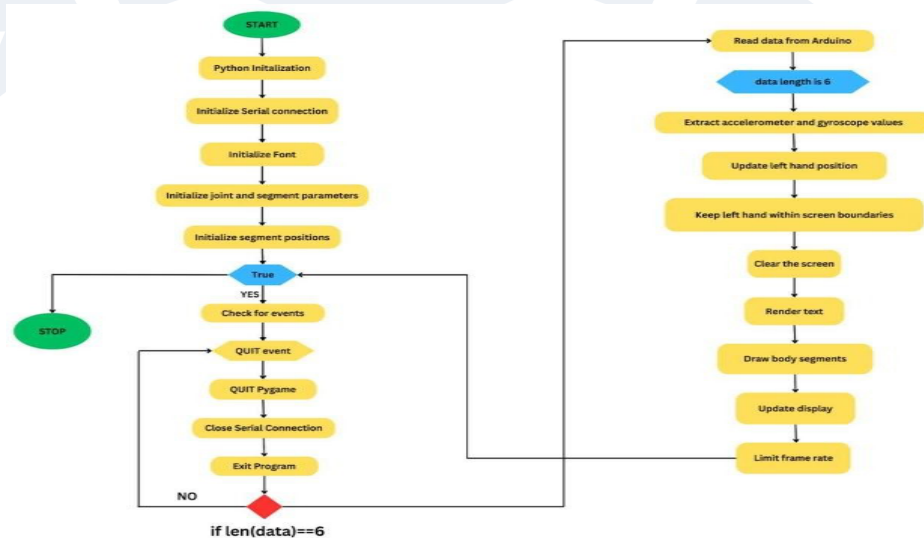 START
Python Initalization
Initialize Serial connection
Initialize Font
Initialize joint and segment parameters
Initialize segment positions
True
YES
STOP
Check for events
QUIT event
QUIT Pygame
Close Serial Connection
Exit Program
NO
if len(data)==6
Read data from Arduino
data length is 6
Extract accelerometer and gyroscope values
Update left hand position
Keep left hand within screen boundaries
Clear the screen
Render text
Draw body segments
Update display
Limit frame rate